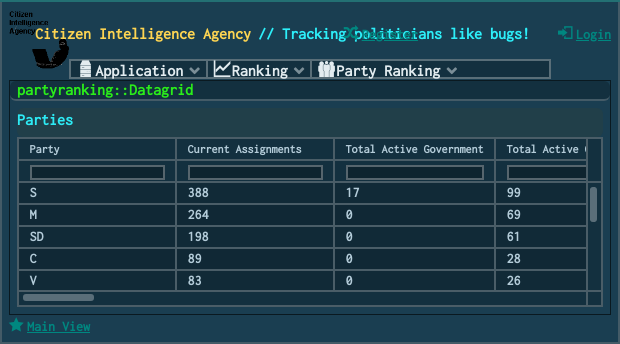 Citizen
Intelligence
Agency
Citizen Intelligence Agency // Tracking politicians like bugs!
Register
Login
Application Ranking Party Ranking
partyranking::Datagrid
Parties
Party Current Assignments Total Active Government Total Active
S 388 17 99
M 264 0 69
SD 198 0 61
C 89 0 28
V 83 0 26
Main View